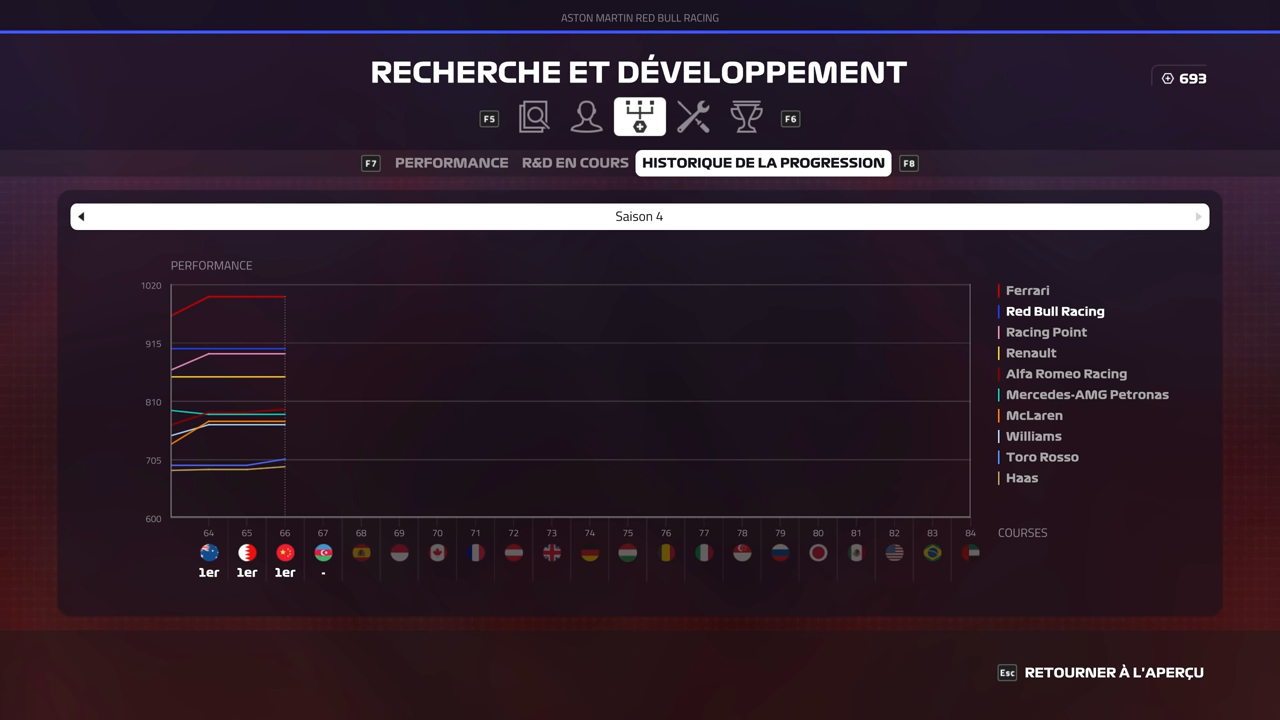 ASTON MARTIN RED BULL RACING
RECHERCHE ET DÉVELOPPEMENT
693
F5
F6
F7 PERFORMANCE R&D EN COURS HISTORIQUE DE LA PROGRESSION F8
Saison 4
PERFORMANCE
1020
915
810
705
600
Ferrari
Red Bull Racing
Racing Point
Renault
Alfa Romeo Racing
Mercedes-AMG Petronas
McLaren
Williams
Toro Rosso
Haas
64 65 66 67 68 69 70 71 72 73 74 75 76 77 78 79 80 81 82 83 84 COURSES
1er 1er 1er -
Esc RETOURNER À L'APERÇU